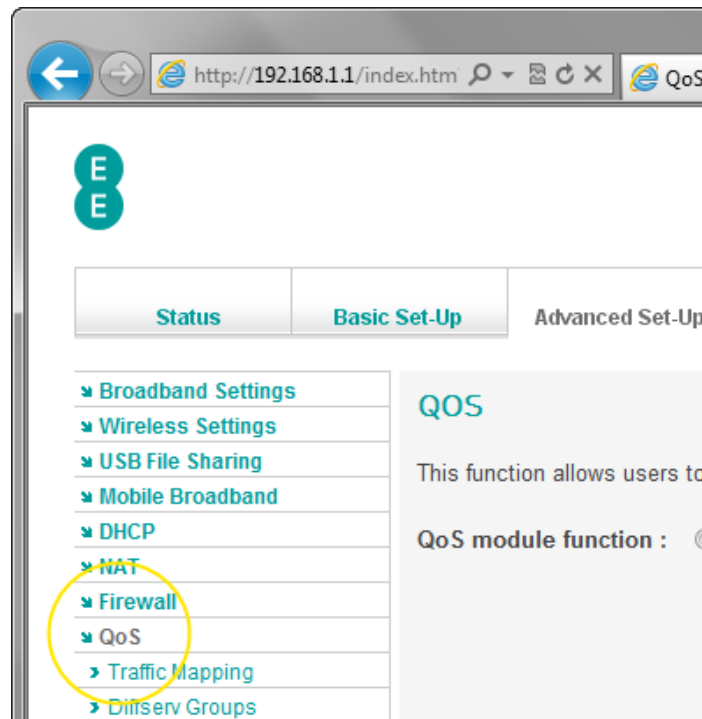 http://192.168.1.1/index.htm QoS
E
E
Status Basic Set-Up Advanced Set-Up
Broadband Settings
QOS
Wireless Settings
USB File Sharing
This function allows users to
Mobile Broadband
DHCP
QoS module function :
NAT
Firewall
QoS
Traffic Mapping
Diffserv Groups